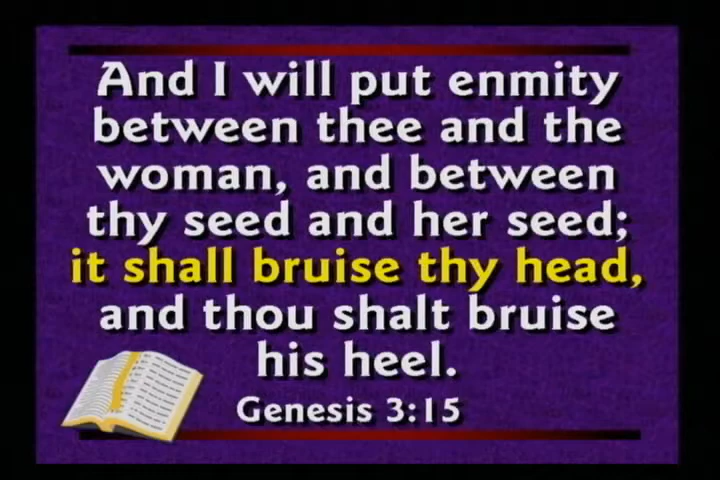 And I will put enmity
between thee and the
woman, and between
thy seed and her seed;
it shall bruise thy head,
and thou shalt bruise
his heel.
Genesis 3:15